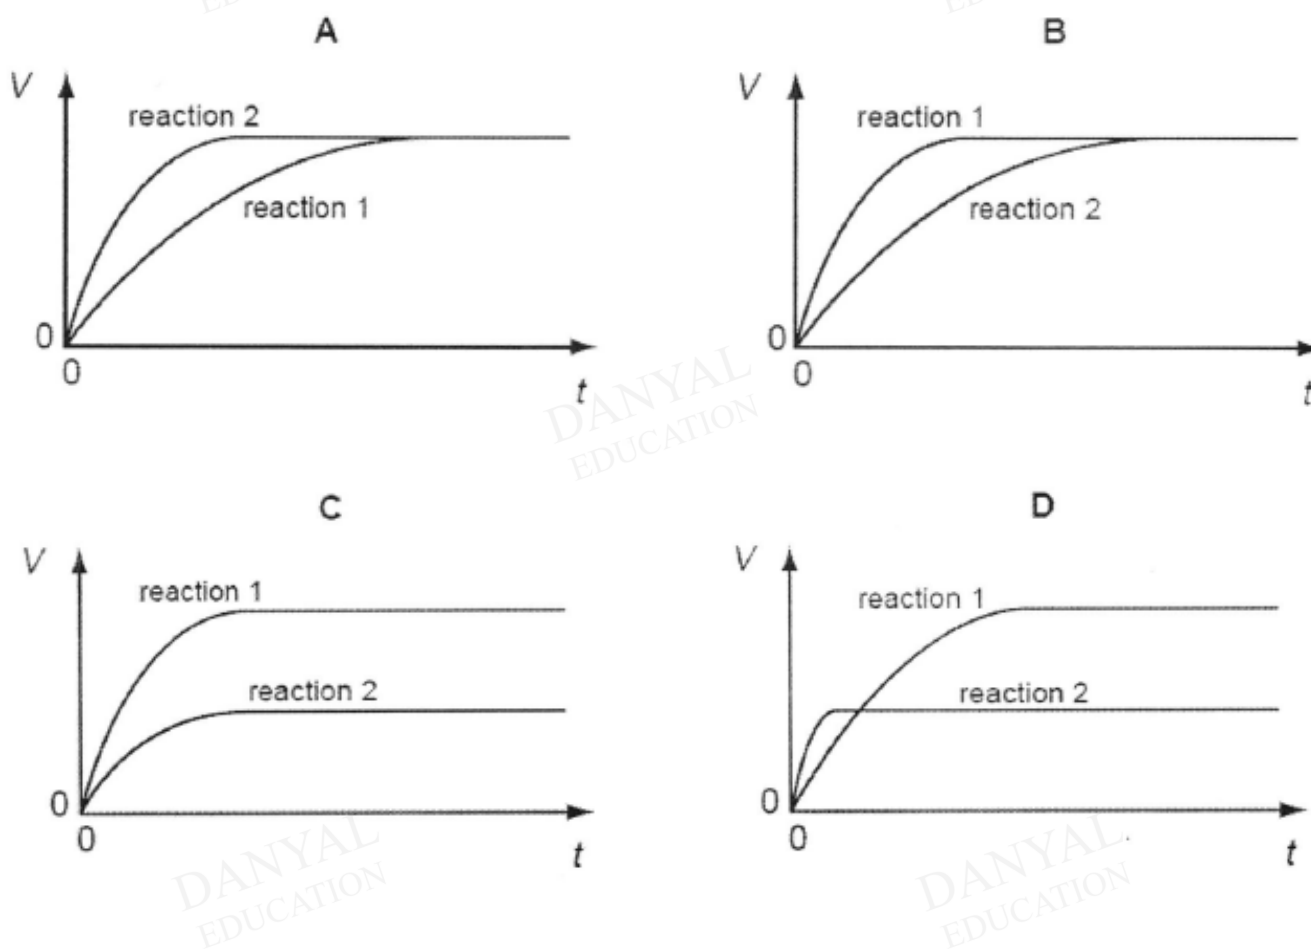 A
V
reaction 2
reaction 1
0
0
t
B
V
reaction 1
reaction 2
0
0
t
DANYAL
EDUCATION
C
V
reaction 1
reaction 2
0
0
t
D
V
reaction 1
reaction 2
0
0
t
DANYAL
EDUCATION
DANYAL
EDUCATION